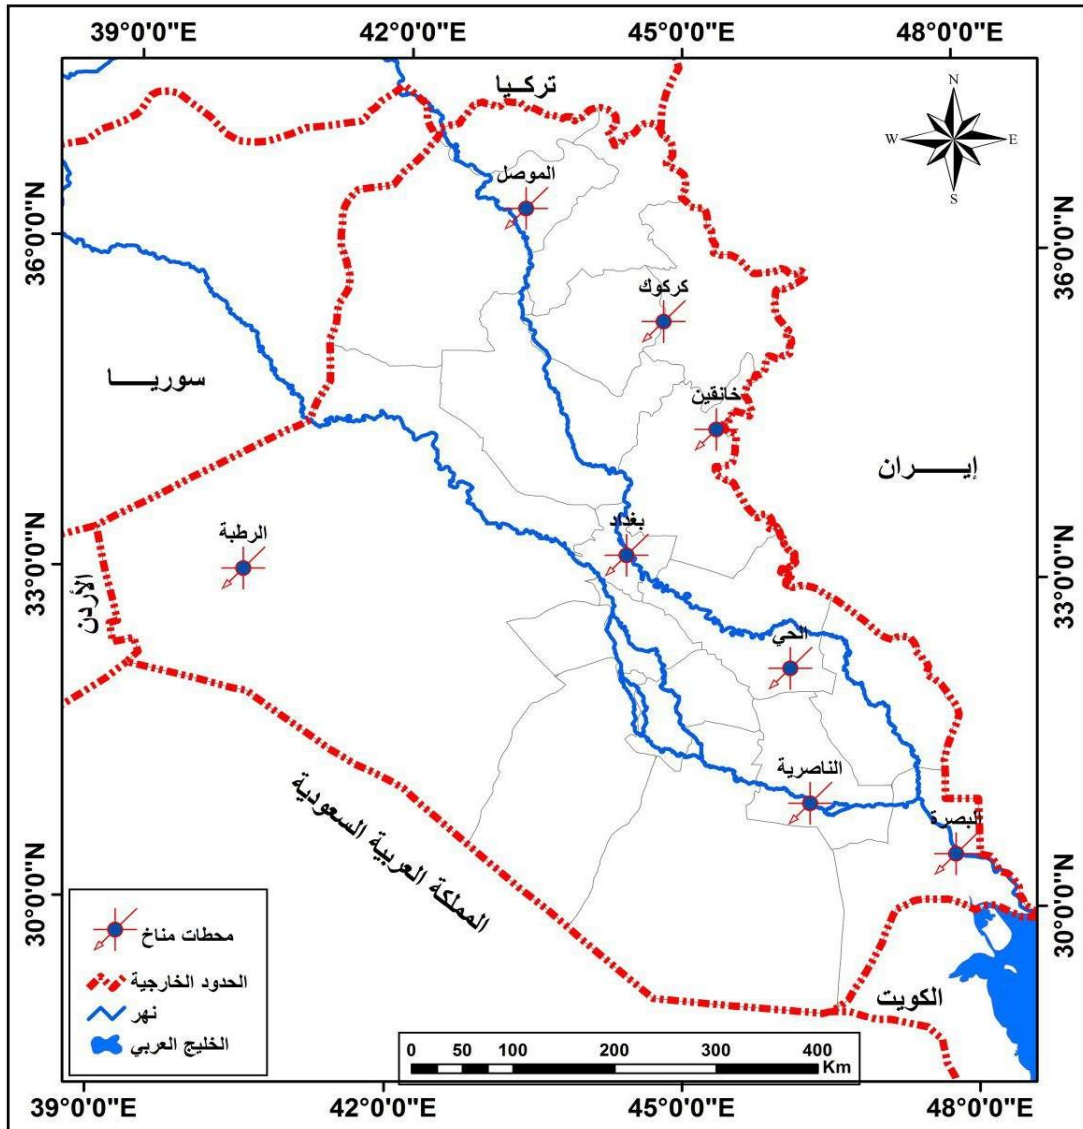 39°0'0"E 42°0'0"E 45°0'0"E 48°0'0"E
تركـيا
N
W E
S
الموصل
36°0'0"N
36°0'0"N
كركوك
سوريـــــا
خانقين
إيـــــران
بغداد
الرطبة
33°0'0"N
33°0'0"N
الأردن
الحي
الناصرية
البصرة
المملكة العربية السعودية
30°0'0"N
30°0'0"N
محطات مناخ
الحدود الخارجية
نهر
الخليج العربي
الكويت
0 50 100 200 300 400
Km
39°0'0"E 42°0'0"E 45°0'0"E 48°0'0"E